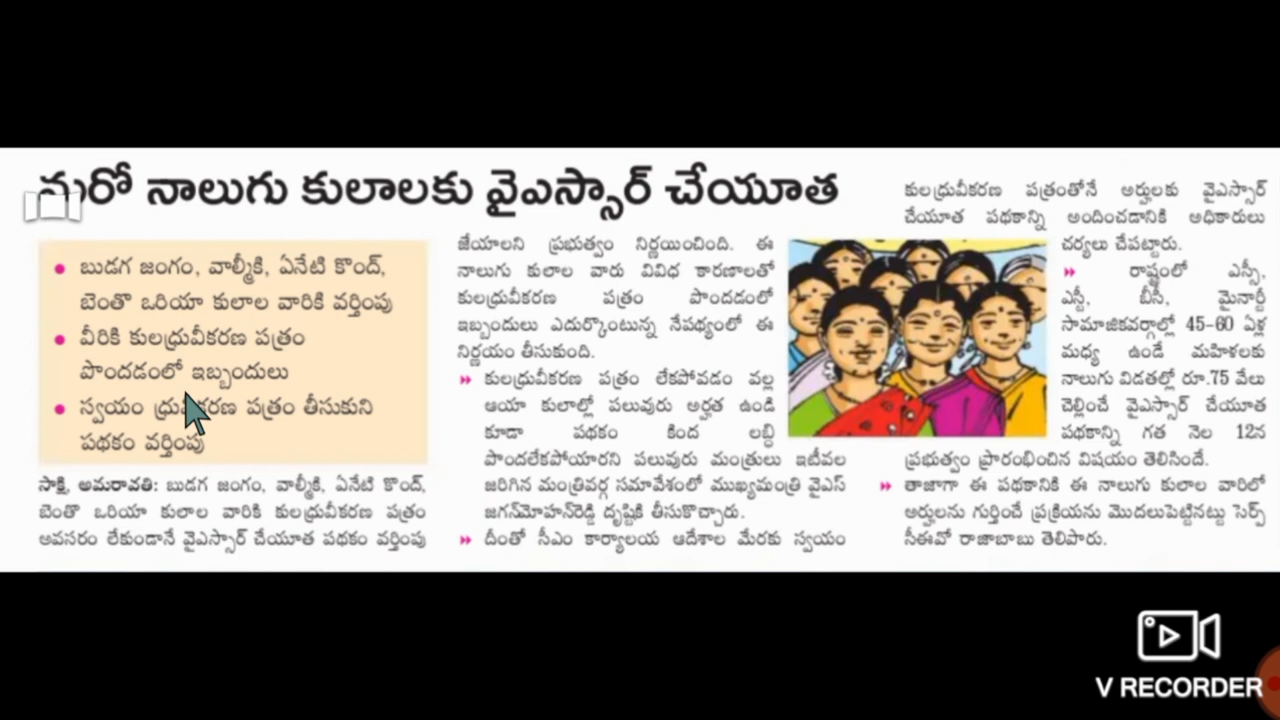 మరో నాలుగు కులాలకు వైఎస్సార్ చేయూత
బుడగ జంగం, వాల్మీకి, ఏనేటి కొండ్,
బెంతొ ఒరియా కులాల వారికి వర్తింపు
వీరికి కులధ్రువీకరణ పత్రం
పొందడంలో ఇబ్బందులు
స్వయం ధ్రువీకరణ పత్రం తీసుకుని
పథకం వర్తింపు
సాక్షి, అమరావతి: బుడగ జంగం, వాల్మీకి, ఏనేటి కొండ్,
బెంతొ ఒరియా కులాల వారికి కులధ్రువీకరణ పత్రం
అవసరం లేకుండానే వైఎస్సార్ చేయూత పథకం వర్తింపు
జేయాలని ప్రభుత్వం నిర్ణయించింది. ఈ
నాలుగు కులాల వారు వివిధ కారణాలతో
కులధ్రువీకరణ పత్రం పొందడంలో
ఇబ్బందులు ఎదుర్కొంటున్న నేపథ్యంలో ఈ
నిర్ణయం తీసుకుంది.
కులధ్రువీకరణ పత్రం లేకపోవడం వల్ల
ఆయా కులాల్లో పలువురు అర్హత ఉండి
కూడా పథకం కింద లబ్ధి
పొందలేకపోయారని పలువురు మంత్రులు ఇటీవల
జరిగిన మంత్రివర్గ సమావేశంలో ముఖ్యమంత్రి వైఎస్
జగన్‌మోహన్‌రెడ్డి దృష్టికి తీసుకొచ్చారు.
దీంతో సీఎం కార్యాలయ ఆదేశాల మేరకు స్వయం
కులధ్రువీకరణ పత్రంతోనే అర్హులకు వైఎస్సార్
చేయూత పథకాన్ని అందించడానికి అధికారులు
చర్యలు చేపట్టారు.
రాష్ట్రంలో ఎస్సీ,
ఎస్టీ, బీసీ, మైనార్టీ
సామాజికవర్గాల్లో 45–60 ఏళ్ల
మధ్య ఉండే మహిళలకు
నాలుగు విడతల్లో రూ.75 వేలు
చెల్లించే వైఎస్సార్ చేయూత
పథకాన్ని గత నెల 12న
ప్రభుత్వం ప్రారంభించిన విషయం తెలిసిందే.
తాజాగా ఈ పథకానికి ఈ నాలుగు కులాల వారిలో
అర్హులను గుర్తించే ప్రక్రియను మొదలుపెట్టినట్టు సెర్ప్
సీఈవో రాజాబాబు తెలిపారు.
V RECORDER